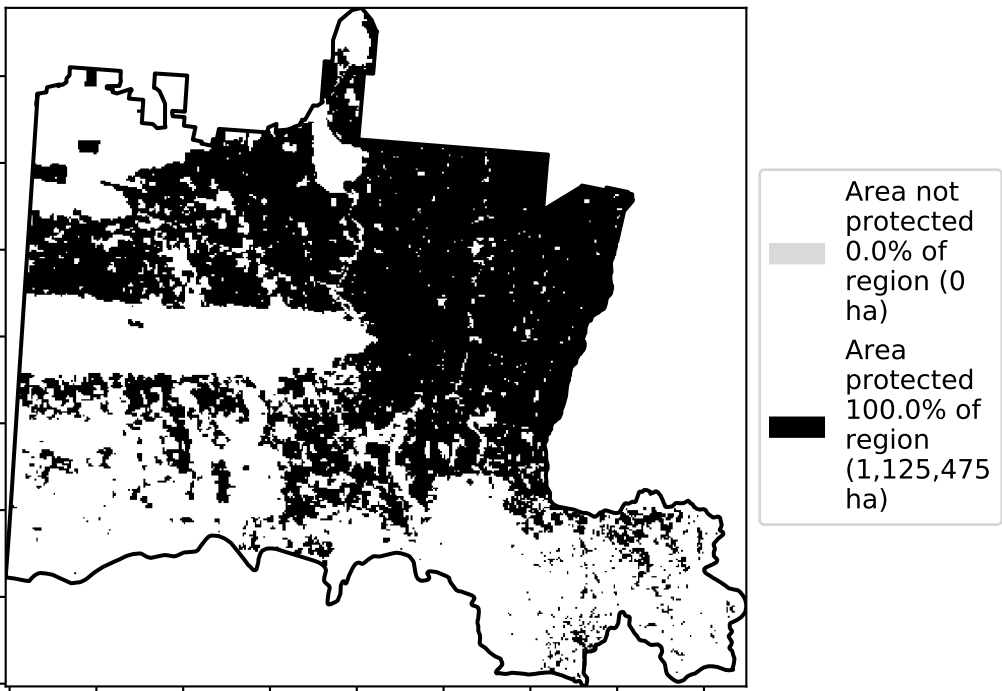 Area not
protected
0.0% of
region (0
ha)
Area
protected
100.0% of
region
(1,125,475
ha)